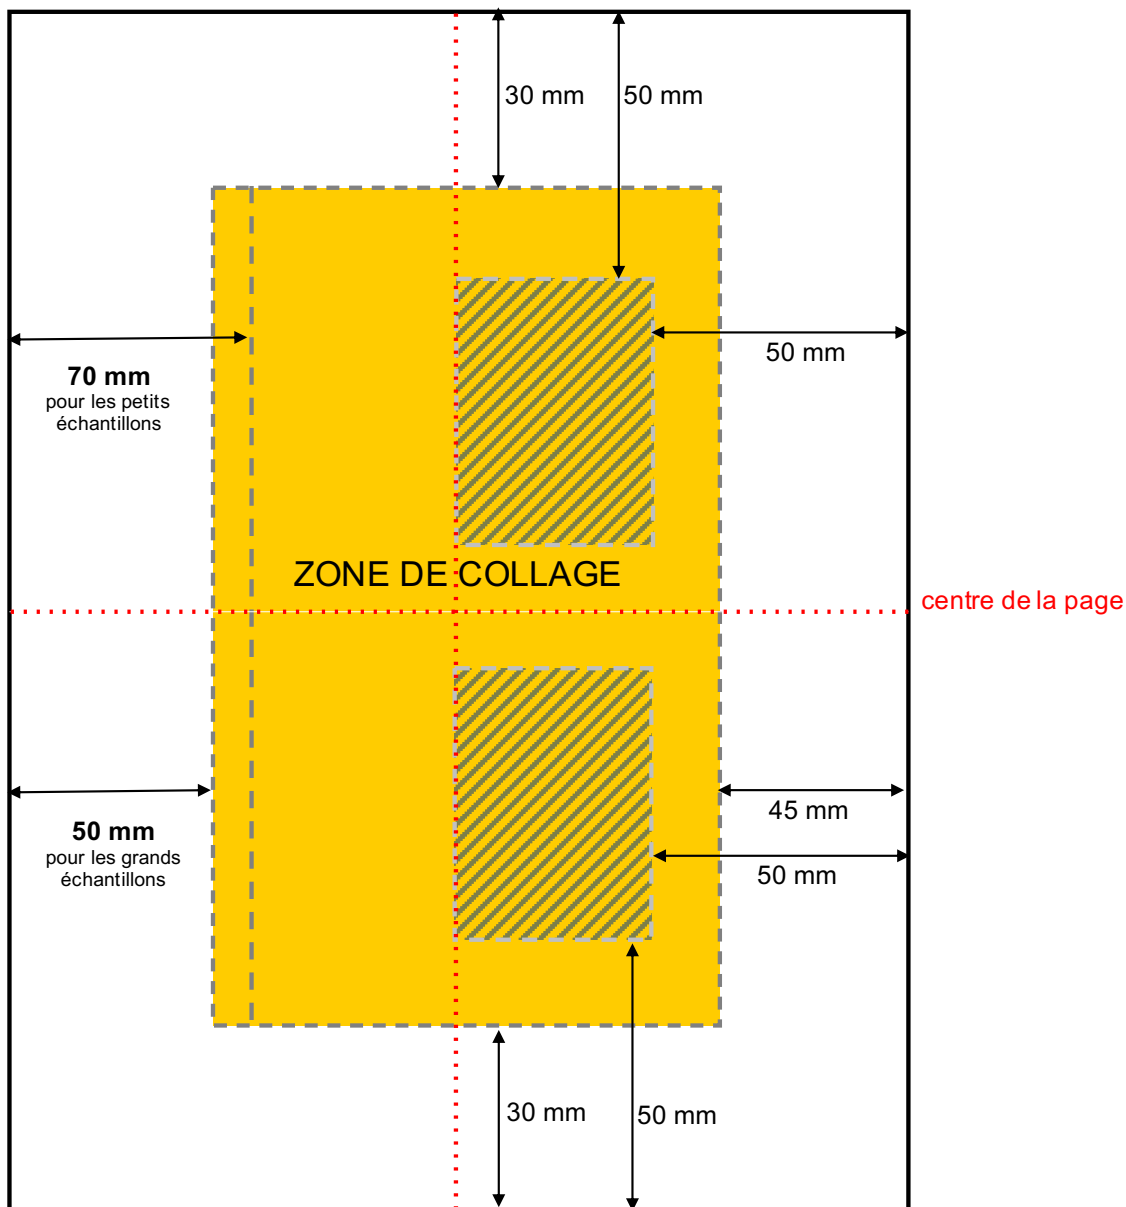 30 mm
50 mm
50 mm
70 mm
pour les petits
échantillons
ZONE DE COLLAGE
centre de la page
50 mm
pour les grands
échantillons
45 mm
50 mm
30 mm
50 mm